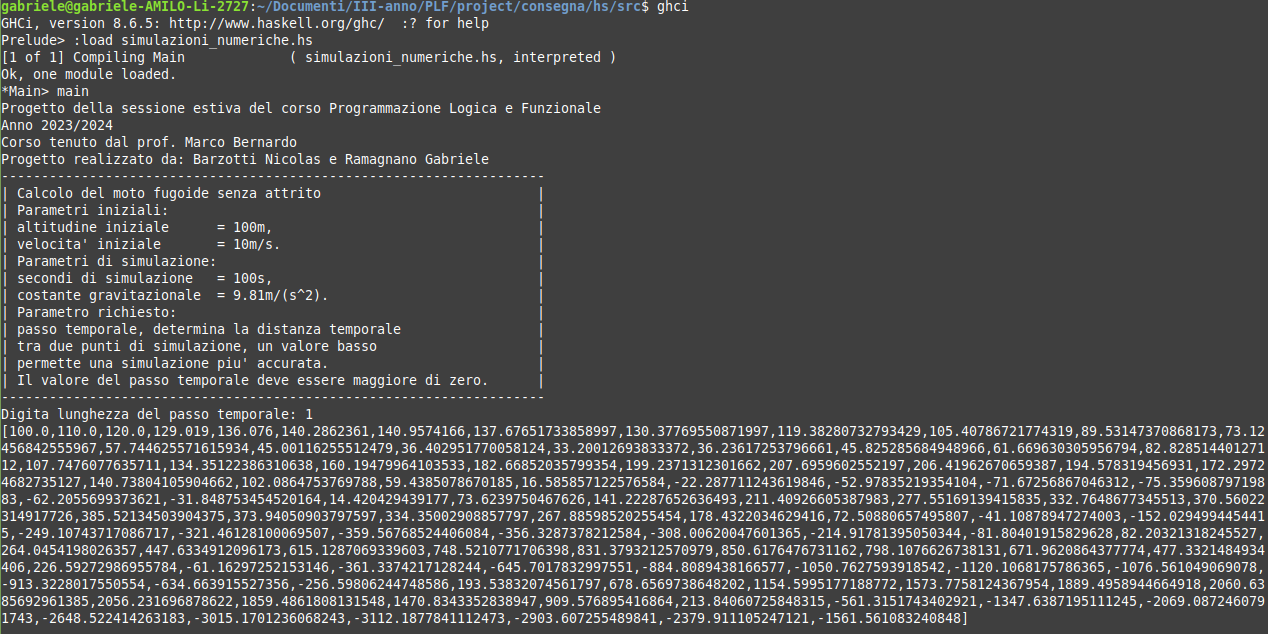 gabriele@gabriele-AMILO-Li-2727:~/Documenti/III-anno/PLF/project/consegna/hs/src$ ghci
GHCi, version 8.6.5: http://www.haskell.org/ghc/  :? for help
Prelude> :load simulazioni_numeriche.hs
[1 of 1] Compiling Main             ( simulazioni_numeriche.hs, interpreted )
Ok, one module loaded.
*Main> main
Progetto della sessione estiva del corso Programmazione Logica e Funzionale
Anno 2023/2024
Corso tenuto dal prof. Marco Bernardo
Progetto realizzato da: Barzotti Nicolas e Ramagnano Gabriele
--------------------------------------------------------------------
| Calcolo del moto fugoide senza attrito                           |
| Parametri iniziali:                                              |
| altitudine iniziale      = 100m,                                 |
| velocita' iniziale       = 10m/s.                                |
| Parametri di simulazione:                                        |
| secondi di simulazione   = 100s,                                 |
| costante gravitazionale  = 9.81m/(s^2).                          |
| Parametro richiesto:                                             |
| passo temporale, determina la distanza temporale                 |
| tra due punti di simulazione, un valore basso                    |
| permette una simulazione piu' accurata.                          |
| Il valore del passo temporale deve essere maggiore di zero.      |
--------------------------------------------------------------------
Digita lunghezza del passo temporale: 1
[100.0,110.0,120.0,129.019,136.076,140.2862361,140.9574166,137.67651733858997,130.37769550871997,119.38280732793429,105.40786721774319,89.53147370868173,73.12
456842555967,57.744625571615934,45.00116255512479,36.402951770058124,33.20012693833372,36.23617253796661,45.825285684948966,61.669630305956794,82.828514401271
12,107.7476077635711,134.35122386310638,160.19479964103533,182.66852035799354,199.2371312301662,207.6959602552197,206.41962670659387,194.578319456931,172.2972
4682735127,140.73804105904662,102.0864753769788,59.4385078670185,16.585857122576584,-22.287711243619846,-52.97835219354104,-71.67256867046312,-75.359608797198
83,-62.2055699373621,-31.848753454520164,14.420429439177,73.6239750467626,141.22287652636493,211.40926605387983,277.55169139415835,332.7648677345513,370.56022
314917726,385.52134503904375,373.94050903797597,334.35002908857797,267.88598520255454,178.4322034629416,72.50880657495807,-41.10878947274003,-152.029499445441
5,-249.10743717086717,-321.46128100069507,-359.56768524406084,-356.3287378212584,-308.00620047601365,-214.91781395050344,-81.80401915829628,82.20321318245527,
264.0454198026357,447.6334912096173,615.1287069339603,748.5210771706398,831.3793212570979,850.6176476731162,798.1076626738131,671.9620864377774,477.3321484934
406,226.59272986955784,-61.16297252153146,-361.3374217128244,-645.7017832997551,-884.8089438166577,-1050.7627593918542,-1120.1068175786365,-1076.561049069078,
-913.3228017550554,-634.663915527356,-256.59806244748586,193.53832074561797,678.6569738648202,1154.5995177188772,1573.7758124367954,1889.4958944664918,2060.63
85692961385,2056.231696878622,1859.4861808131548,1470.8343352838947,909.576895416864,213.84060725848315,-561.3151743402921,-1347.6387195111245,-2069.087246079
1743,-2648.522414263183,-3015.1701236068243,-3112.1877841112473,-2903.607255489841,-2379.911105247121,-1561.561083240848]